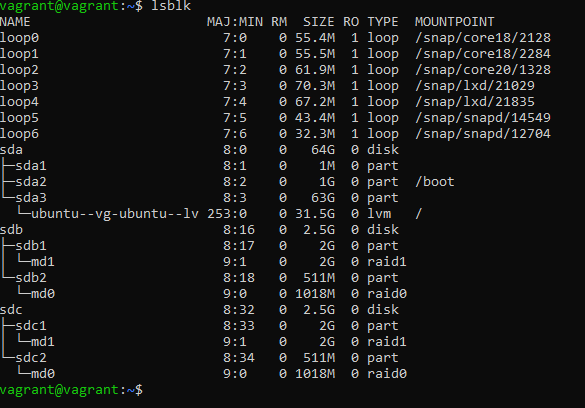 vagrant@vagrant:~$ lsblk
NAME                      MAJ:MIN RM  SIZE RO TYPE  MOUNTPOINT
loop0                       7:0    0 55.4M  1 loop  /snap/core18/2128
loop1                       7:1    0 55.5M  1 loop  /snap/core18/2284
loop2                       7:2    0 61.9M  1 loop  /snap/core20/1328
loop3                       7:3    0 70.3M  1 loop  /snap/lxd/21029
loop4                       7:4    0 67.2M  1 loop  /snap/lxd/21835
loop5                       7:5    0 43.4M  1 loop  /snap/snapd/14549
loop6                       7:6    0 32.3M  1 loop  /snap/snapd/12704
sda                         8:0    0   64G  0 disk
├─sda1                      8:1    0    1M  0 part
├─sda2                      8:2    0    1G  0 part  /boot
└─sda3                      8:3    0   63G  0 part
  └─ubuntu--vg-ubuntu--lv 253:0    0 31.5G  0 lvm   /
sdb                         8:16   0  2.5G  0 disk
├─sdb1                      8:17   0    2G  0 part
│ └─md1                     9:1    0    2G  0 raid1
└─sdb2                      8:18   0  511M  0 part
  └─md0                     9:0    0 1018M  0 raid0
sdc                         8:32   0  2.5G  0 disk
├─sdc1                      8:33   0    2G  0 part
│ └─md1                     9:1    0    2G  0 raid1
└─sdc2                      8:34   0  511M  0 part
  └─md0                     9:0    0 1018M  0 raid0
vagrant@vagrant:~$